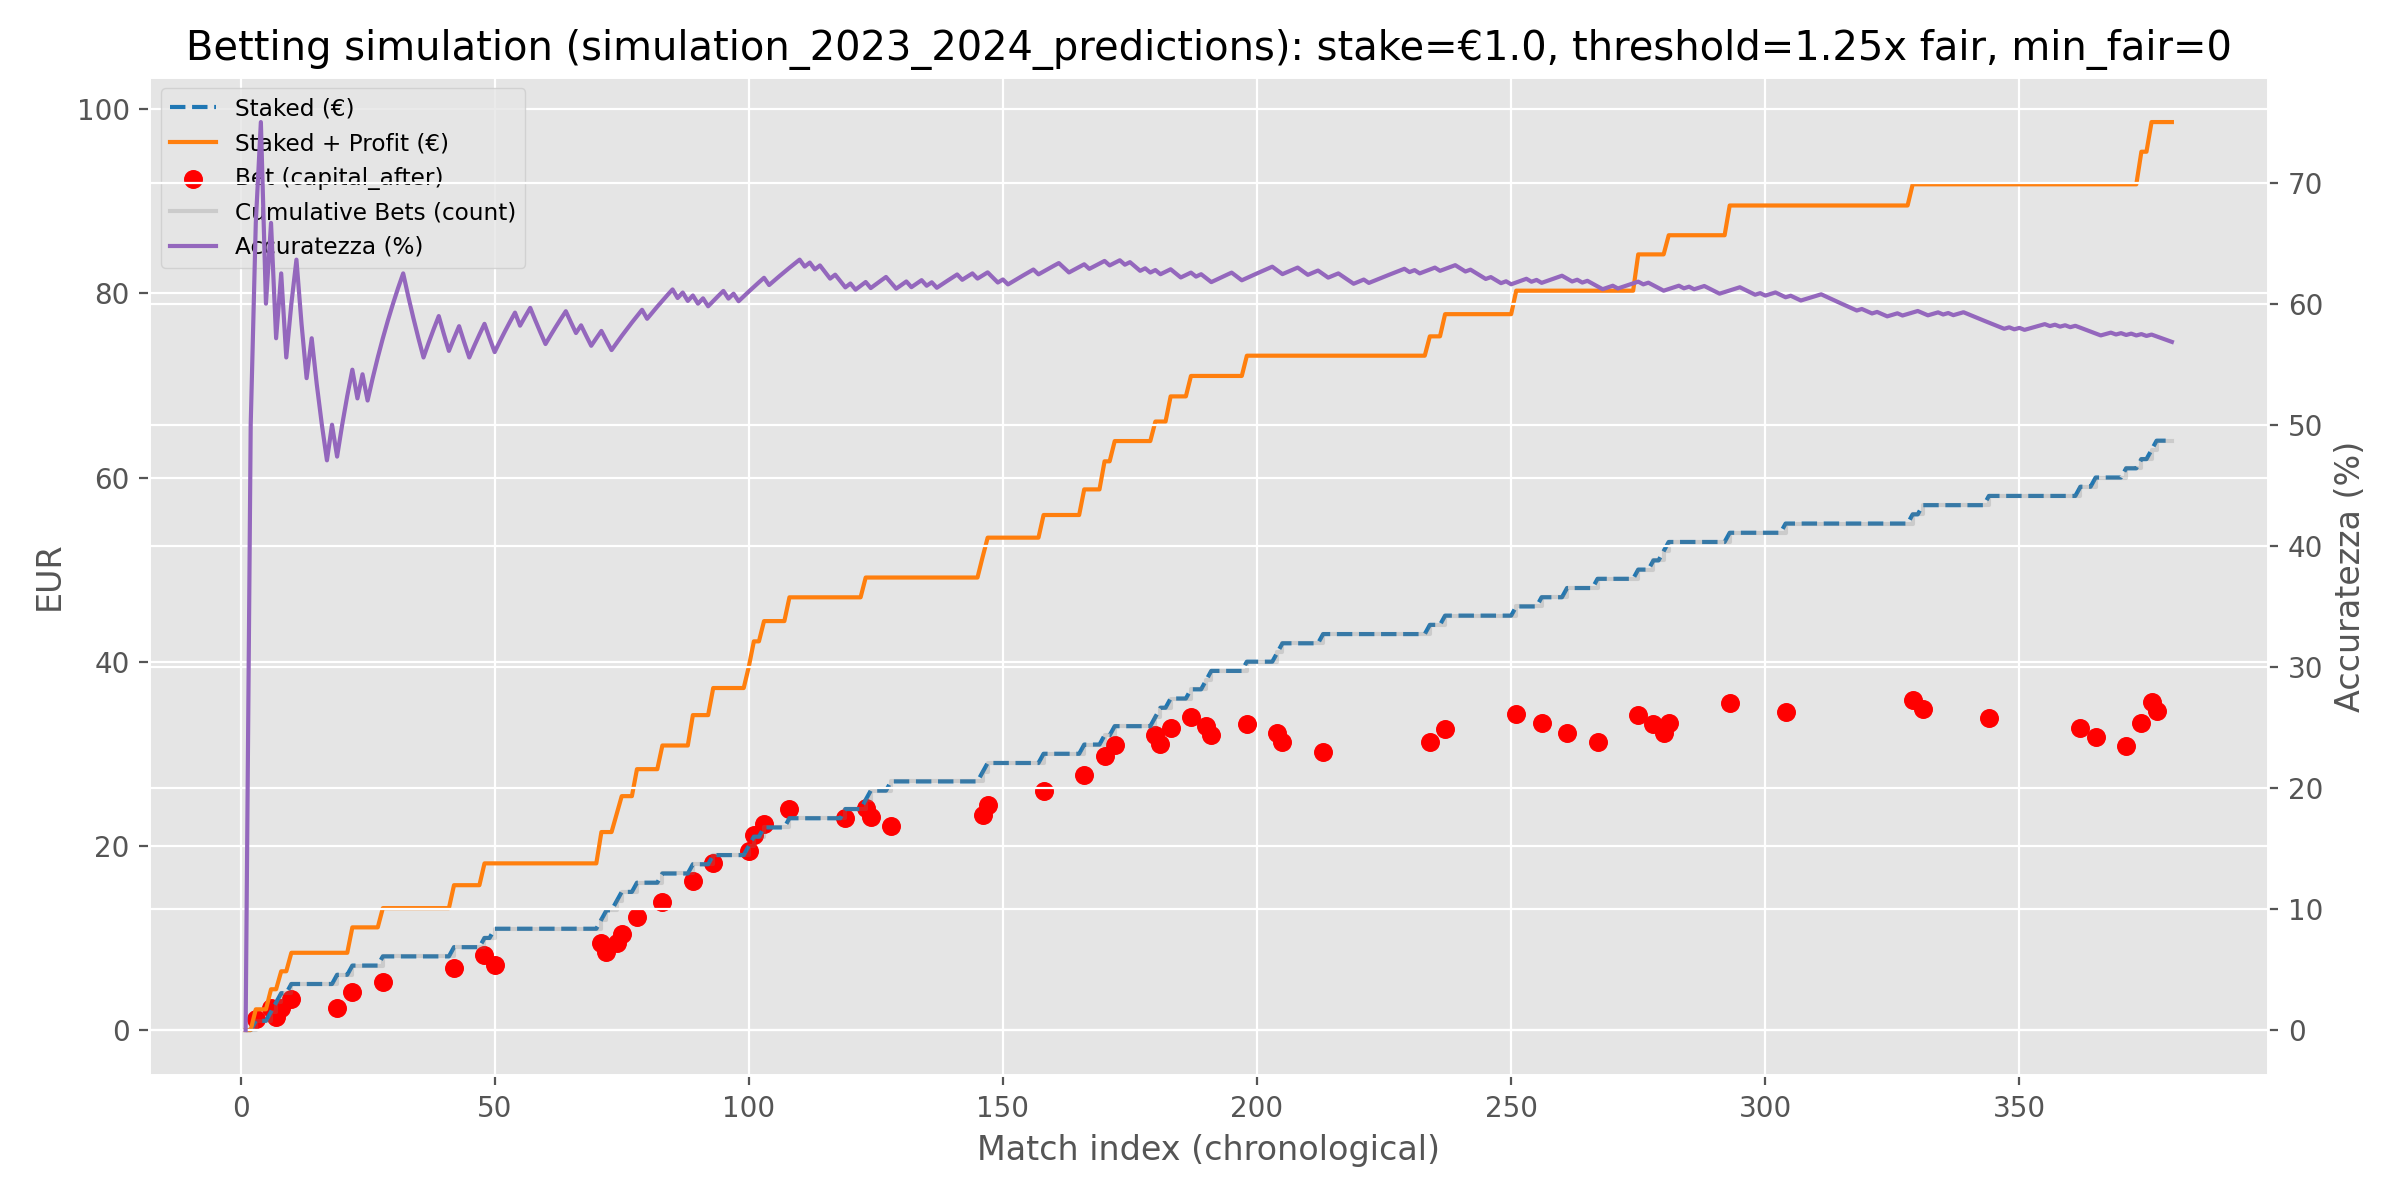 Betting simulation (simulation_2023_2024_predictions): stake=€1.0, threshold=1.25x fair, min_fair=0
Staked (€)
Staked + Profit (€)
Bet (capital_after)
Cumulative Bets (count)
Accuratezza (%)
100
80
60
40
20
0
EUR
70
60
50
40
30
20
10
0
Accuratezza (%)
0 50 100 150 200 250 300 350
Match index (chronological)